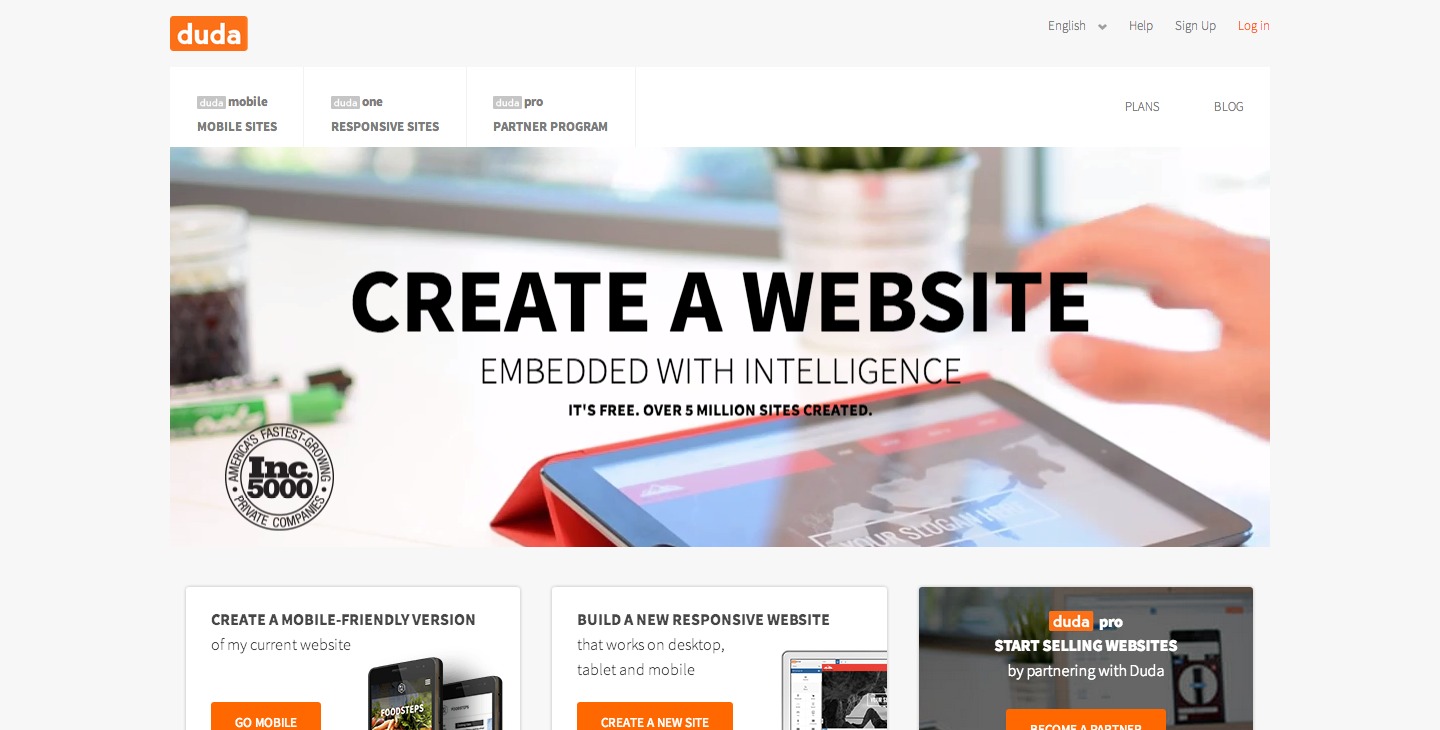 duda
English Help Sign Up Log in
duda mobile
MOBILE SITES
duda one
RESPONSIVE SITES
duda pro
PARTNER PROGRAM
PLANS BLOG
CREATE A WEBSITE
EMBEDDED WITH INTELLIGENCE
IT'S FREE. OVER 5 MILLION SITES CREATED.
AMERICA'S FASTEST-GROWING
Inc.
5000
PRIVATE COMPANIES
YOUR SLOGAN HERE
CREATE A MOBILE-FRIENDLY VERSION
of my current website
FOODSTEPS
GO MOBILE
BUILD A NEW RESPONSIVE WEBSITE
that works on desktop,
tablet and mobile
CREATE A NEW SITE
duda pro
START SELLING WEBSITES
by partnering with Duda
BECOME A PARTNER